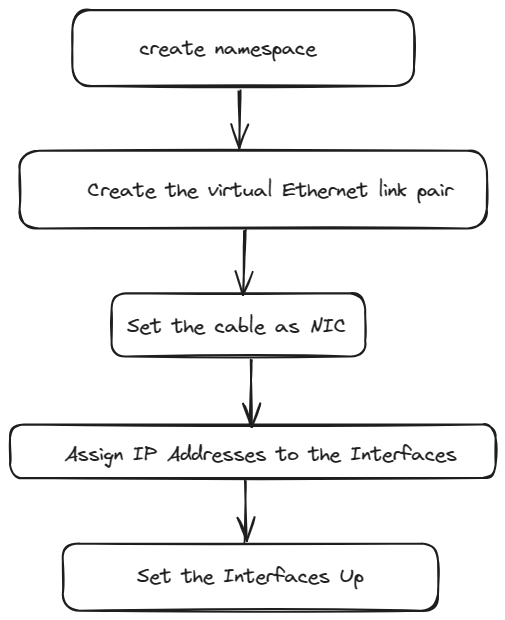 create namespace
Create the virtual Ethernet link pair
Set the cable as NIC
Assign IP Addresses to the Interfaces
Set the Interfaces Up